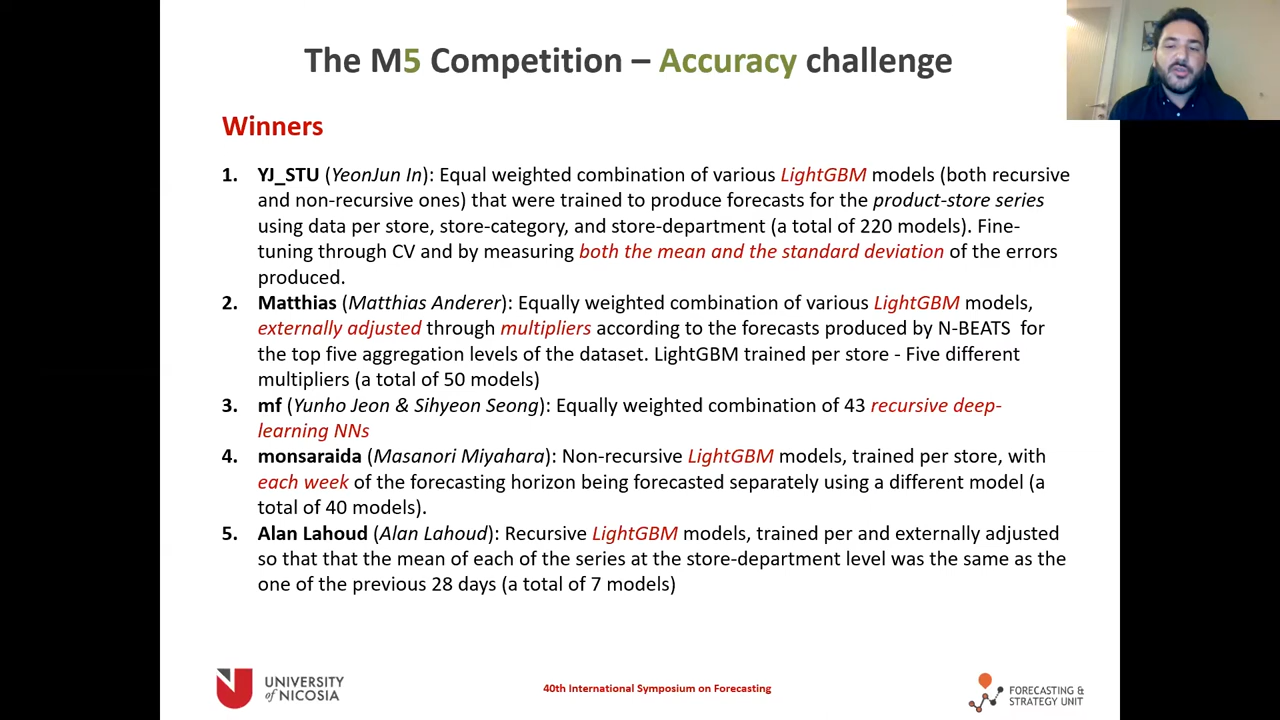 The M5 Competition – Accuracy challenge
Winners
1. YJ_STU (YeonJun In): Equal weighted combination of various LightGBM models (both recursive
and non-recursive ones) that were trained to produce forecasts for the product-store series
using data per store, store-category, and store-department (a total of 220 models). Fine-
tuning through CV and by measuring both the mean and the standard deviation of the errors
produced.
2. Matthias (Matthias Anderer): Equally weighted combination of various LightGBM models,
externally adjusted through multipliers according to the forecasts produced by N-BEATS for
the top five aggregation levels of the dataset. LightGBM trained per store - Five different
multipliers (a total of 50 models)
3. mf (Yunho Jeon & Sihyeon Seong): Equally weighted combination of 43 recursive deep-
learning NNs
4. monsaraida (Masanori Miyahara): Non-recursive LightGBM models, trained per store, with
each week of the forecasting horizon being forecasted separately using a different model (a
total of 40 models).
5. Alan Lahoud (Alan Lahoud): Recursive LightGBM models, trained per and externally adjusted
so that that the mean of each of the series at the store-department level was the same as the
one of the previous 28 days (a total of 7 models)
UNIVERSITY
of NICOSIA
40th International Symposium on Forecasting
FORECASTING &
STRATEGY UNIT